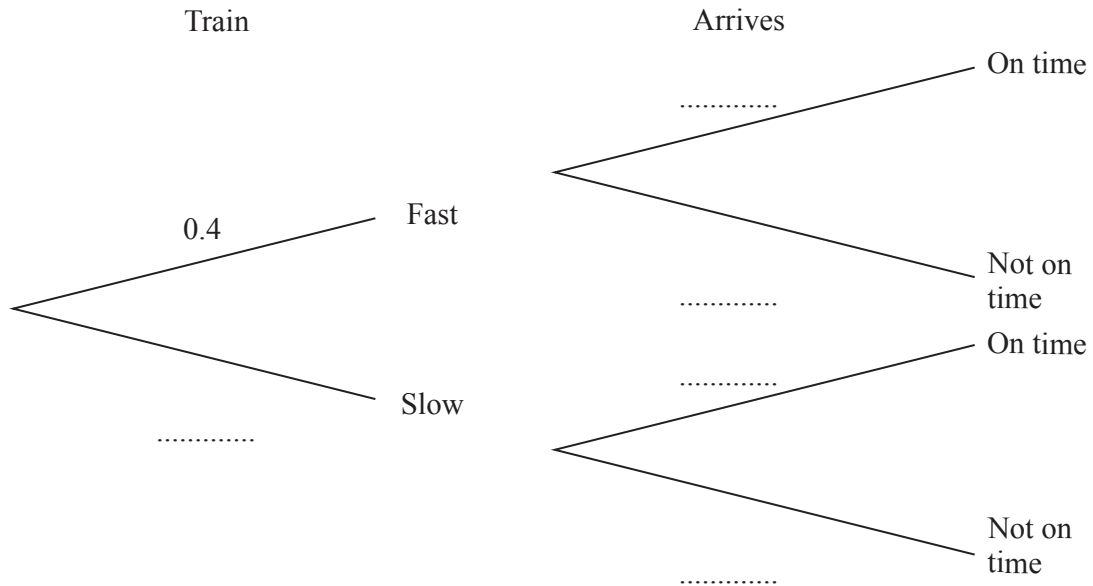 Train
Arrives
On time
............
0.4
Fast
Not on
time
............
On time
............
Slow
............
Not on
time
............